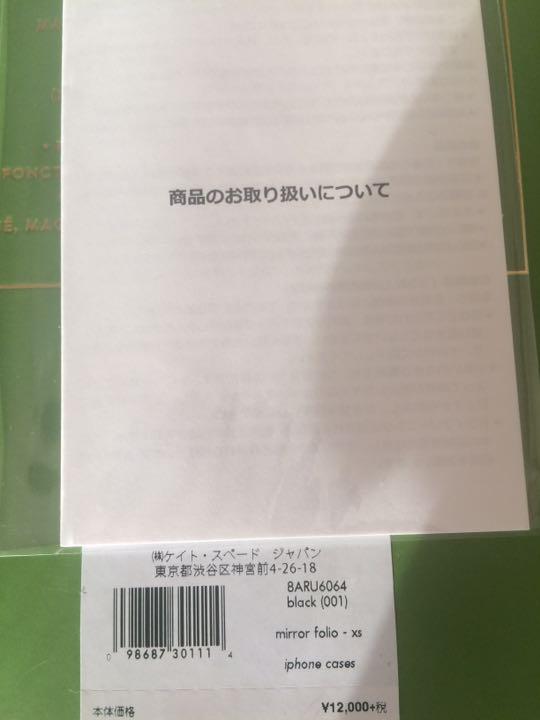 FONCT
É, MAC
商品のお取り扱いについて
(株)ケイト・スペード ジャパン
東京都渋谷区神宮前4-26-18
8ARU6064
black (001)
mirror folio - xs
0 98687 30111 4
iphone cases
本体価格 ¥12,000+税